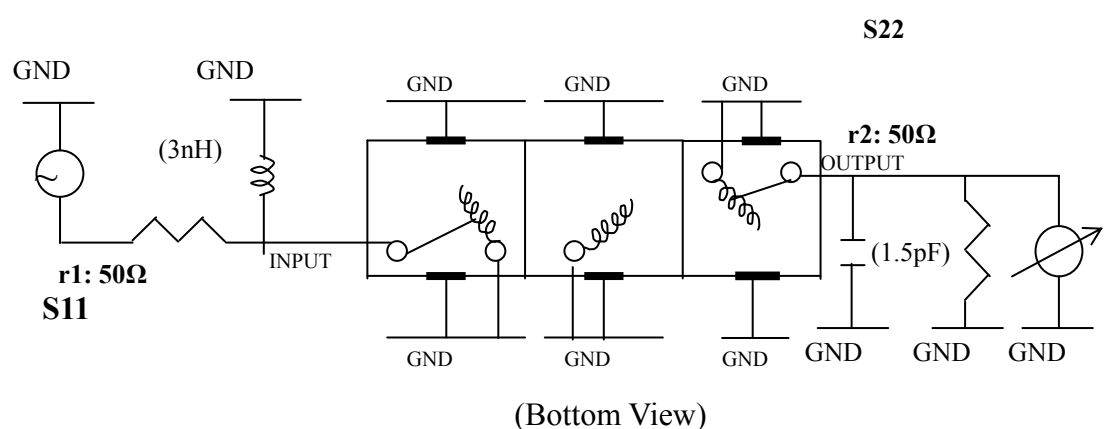 S22
GND
GND
GND
GND
GND
(3nH)
r2: 50Ω
OUTPUT
INPUT
(1.5pF)
r1: 50Ω
S11
GND
GND
GND
GND
GND
GND
(Bottom View)